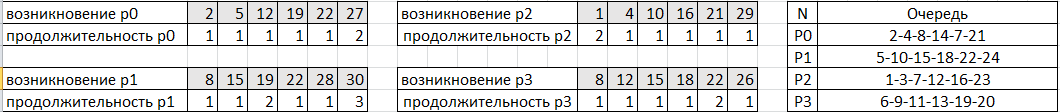 возникновение p0 2 5 12 19 22 27
продолжительность p0 1 1 1 1 1 2
возникновение p2 1 4 10 16 21 29
продолжительность p2 2 1 1 1 1 1
возникновение p1 8 15 19 22 28 30
продолжительность p1 1 1 2 1 1 3
возникновение p3 8 12 15 18 22 26
продолжительность p3 1 1 1 1 2 1
N Очередь
P0 2-4-8-14-7-21
P1 5-10-15-18-22-24
P2 1-3-7-12-16-23
P3 6-9-11-13-19-20